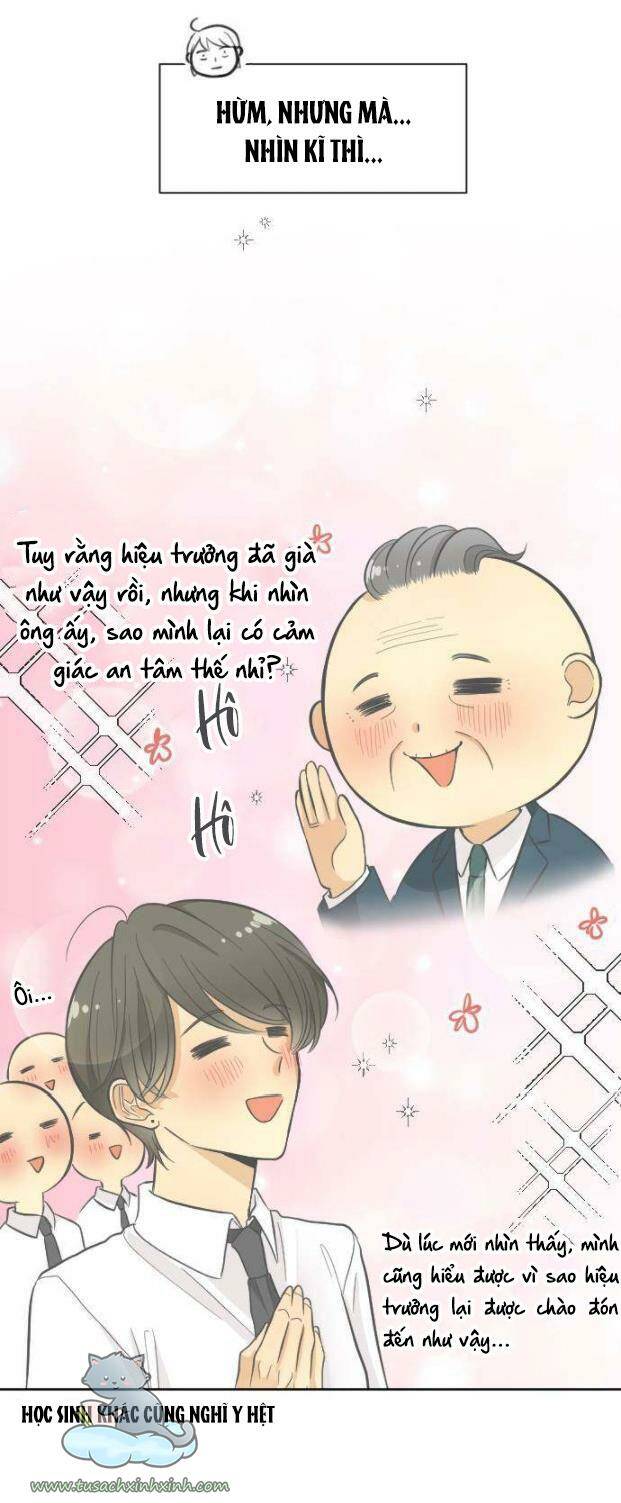 HỪM, NHƯNG MÀ...
NHÌN KĨ THÌ...
Tuy rằng hiệu trưởng đã già
như vậy rồi, nhưng khi nhìn
ông ấy, sao mình lại có cảm
giác an tâm thế nhỉ?
Hô
Hô
Ôi...
Dù lúc mới nhìn thấy, mình
cũng hiểu được vì sao hiệu
trưởng lại được chào đón
đến như vậy...
HỌC SINH KHÁC CŨNG NGHĨ Y HỆT
www.tusachxinhxinh.com